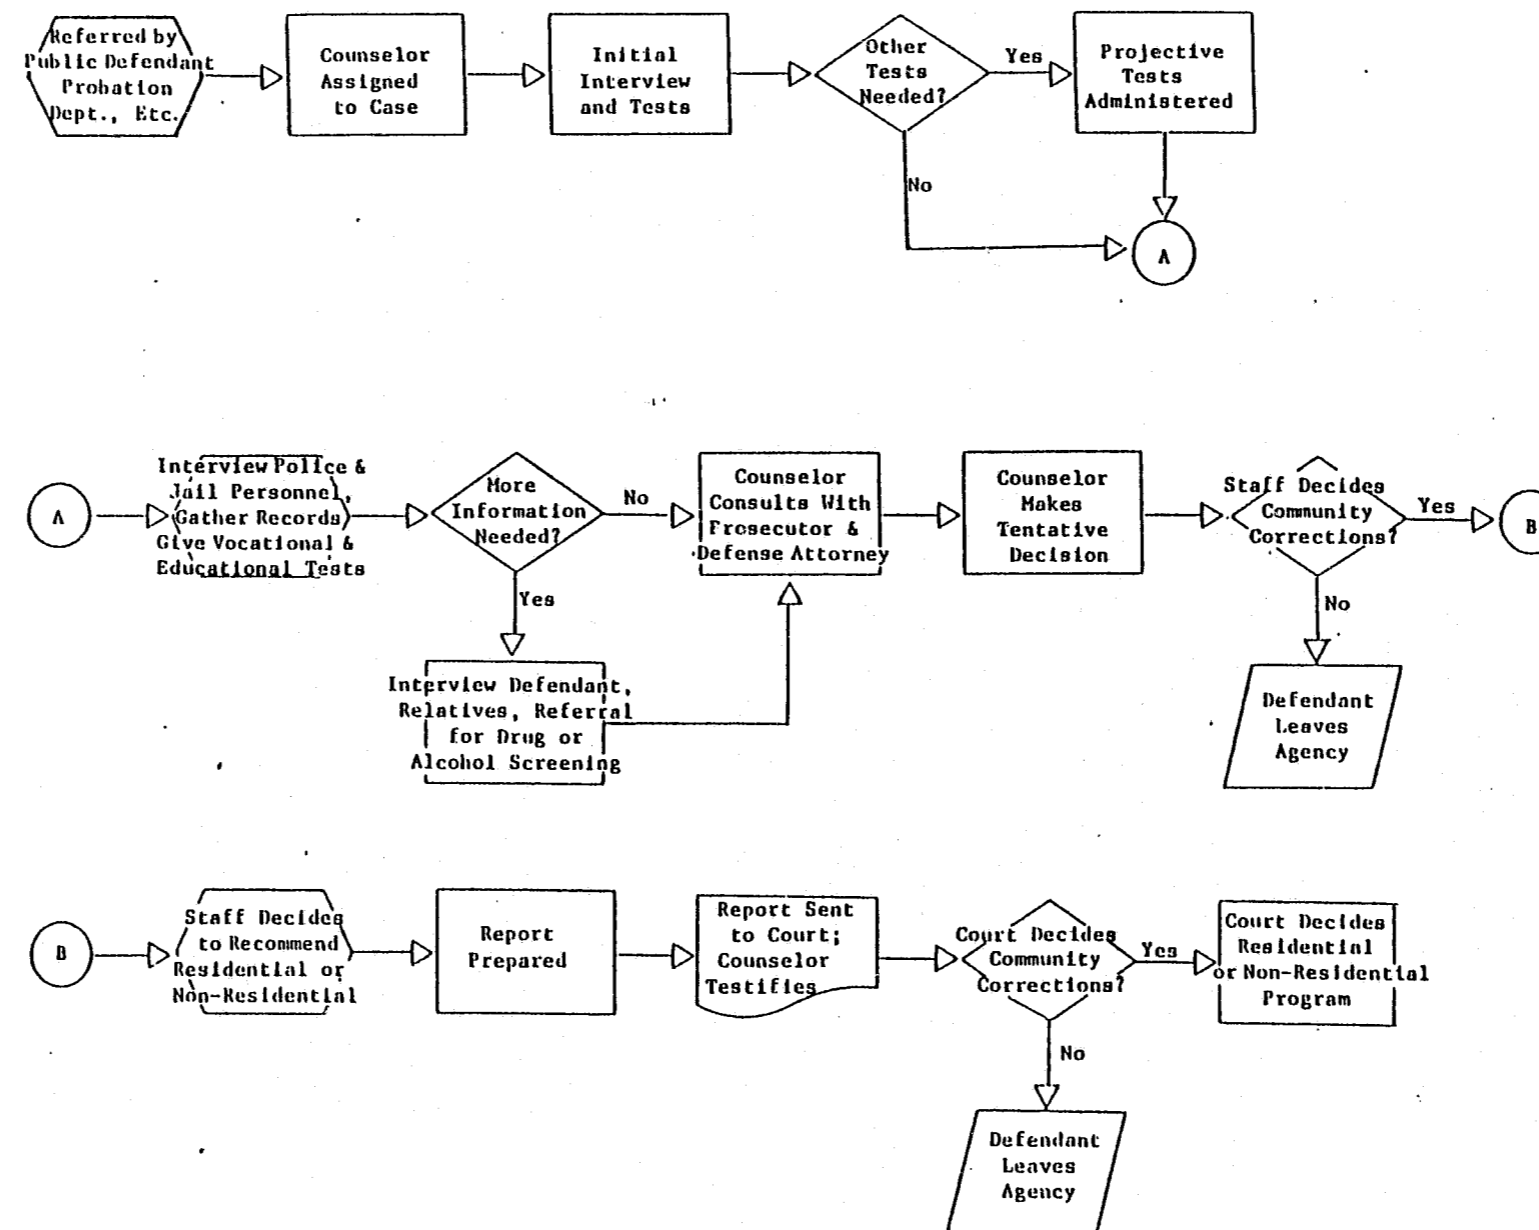 Referred by
Public Defendant
Probation
Dept., Etc.
Counselor
Assigned
to Case
Initial
Interview
and Tests
Other
Tests
Needed?
Yes
Projective
Tests
Administered
No
A
A
Interview Police &
Jail Personnel,
Gather Records
Give Vocational &
Educational Tests
More
Information
Needed?
No
Yes
Interview Defendant,
Relatives, Referral
for Drug or
Alcohol Screening
Counselor
Consults With
Prosecutor &
Defense Attorney
Counselor
Makes
Tentative
Decision
Staff Decides
Community
Corrections?
Yes
B
No
Defendant
Leaves
Agency
B
Staff Decides
to Recommend
Residential or
Non-Residential
Report
Prepared
Report Sent
to Court;
Counselor
Testifies
Court Decides
Community
Corrections?
Yes
Court Decides
Residential
or Non-Residential
Program
No
Defendant
Leaves
Agency